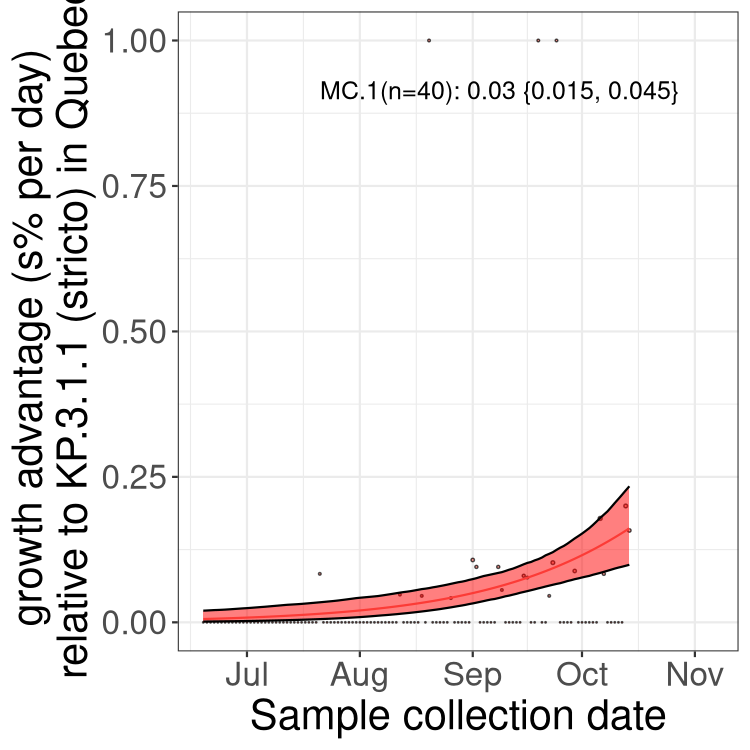 growth advantage (s% per day)
relative to KP.3.1.1 (stricto) in Quebec
1.00
0.75
0.50
0.25
0.00
MC.1(n=40): 0.03 {0.015, 0.045}
Jul Aug Sep Oct Nov
Sample collection date